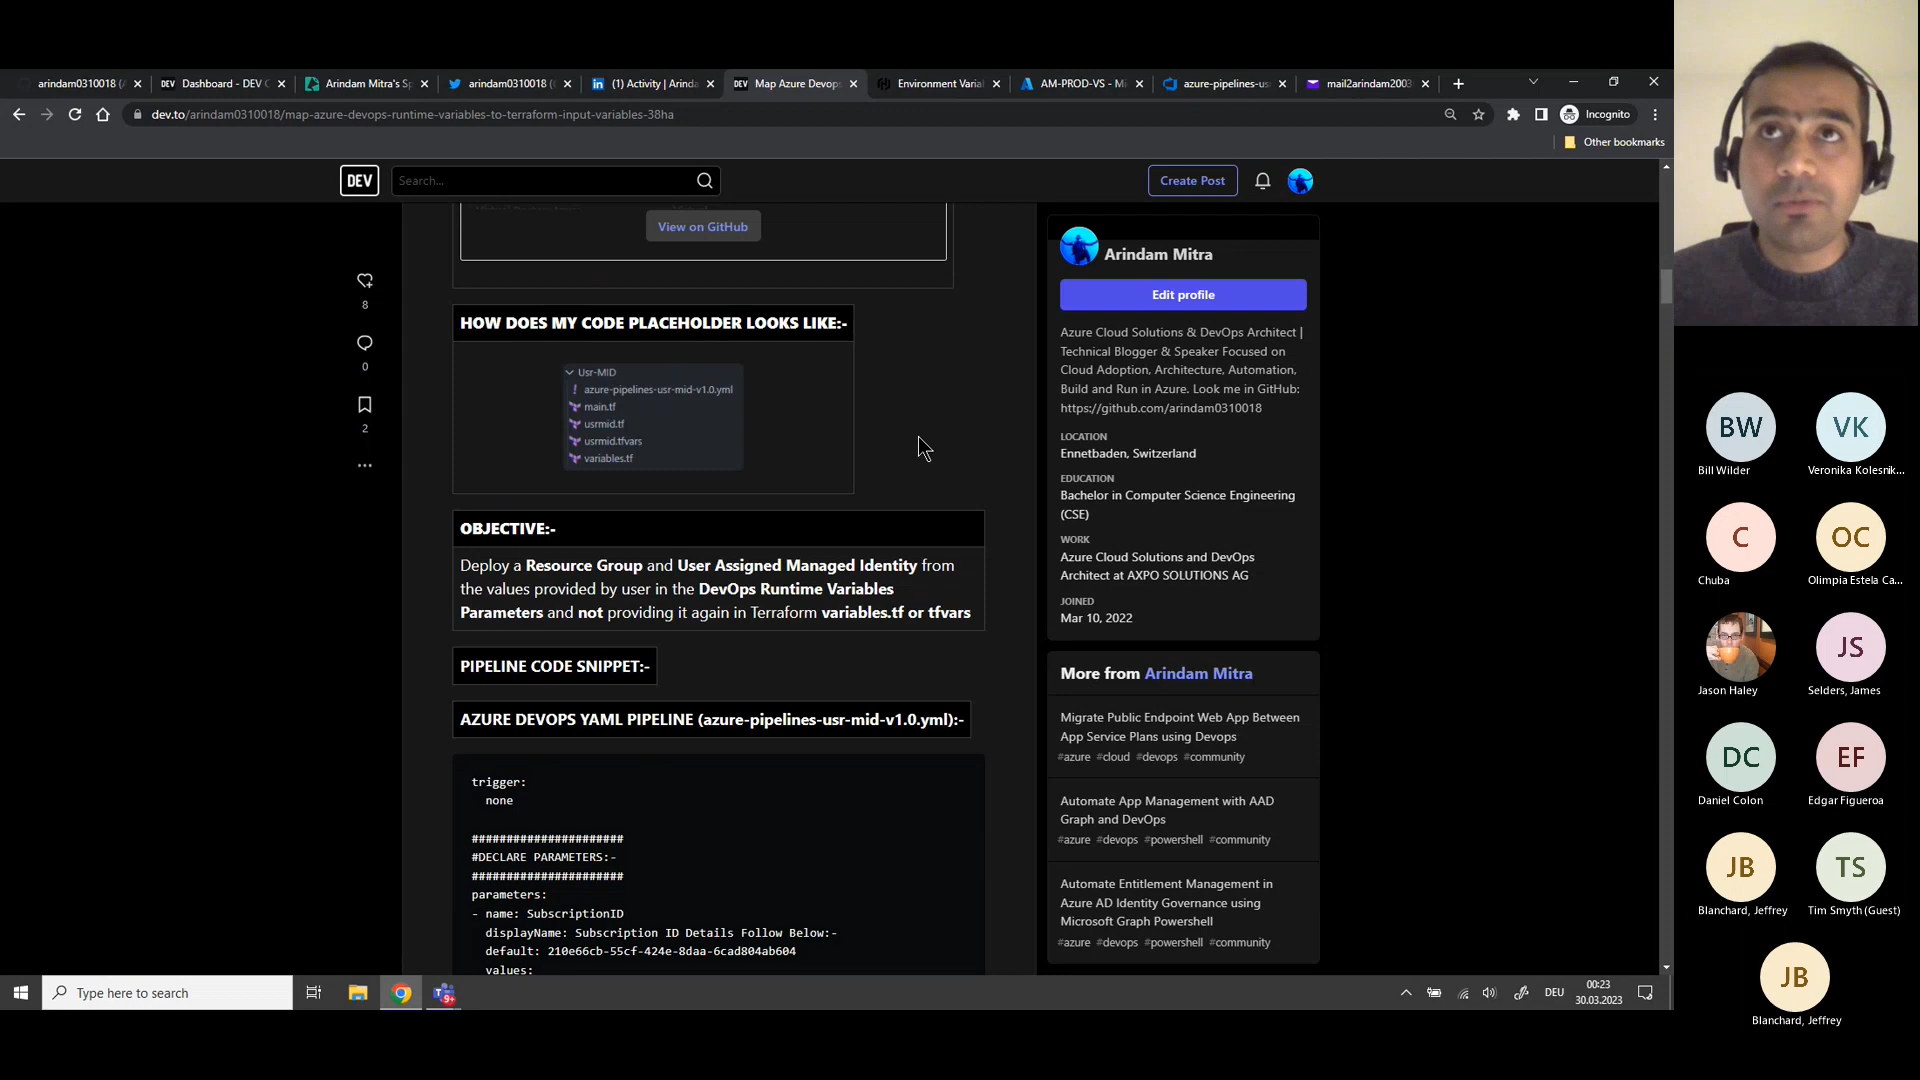 arindam0310018 (/
Dashboard - DEV C
Arindam Mitra's Sp
arindam0310018 (
(1) Activity | Arinda
Map Azure Devops
Environment Varia
AM-PROD-VS - Mi
azure-pipelines-us
mail2arindam2003
dev.to/arindam0310018/map-azure-devops-runtime-variables-to-terraform-input-variables-38ha
Incognito
Other bookmarks
DEV
Search...
Create Post
View on GitHub
8
0
2
HOW DOES MY CODE PLACEHOLDER LOOKS LIKE:-
Usr-MID
! azure-pipelines-usr-mid-v1.0.yml
main.tf
usrmid.tf
usrmid.tfvars
variables.tf
OBJECTIVE:-
Deploy a Resource Group and User Assigned Managed Identity from
the values provided by user in the DevOps Runtime Variables
Parameters and not providing it again in Terraform variables.tf or tfvars
PIPELINE CODE SNIPPET:-
AZURE DEVOPS YAML PIPELINE (azure-pipelines-usr-mid-v1.0.yml):-
trigger:
none
######################
#DECLARE PARAMETERS:-
######################
parameters:
- name: SubscriptionID
displayName: Subscription ID Details Follow Below:-
default: 210e66cb-55cf-424e-8daa-6cad804ab604
values:
Arindam Mitra
Edit profile
Azure Cloud Solutions & DevOps Architect |
Technical Blogger & Speaker Focused on
Cloud Adoption, Architecture, Automation,
Build and Run in Azure. Look me in GitHub:
https://github.com/arindam0310018
LOCATION
Ennetbaden, Switzerland
EDUCATION
Bachelor in Computer Science Engineering
(CSE)
WORK
Azure Cloud Solutions and DevOps
Architect at AXPO SOLUTIONS AG
JOINED
Mar 10, 2022
More from Arindam Mitra
Migrate Public Endpoint Web App Between
App Service Plans using Devops
#azure #cloud #devops #community
Automate App Management with AAD
Graph and DevOps
#azure #devops #powershell #community
Automate Entitlement Management in
Azure AD Identity Governance using
Microsoft Graph Powershell
#azure #devops #powershell #community
Type here to search
9+
DEU
00:23
30.03.2023
BW
Bill Wilder
VK
Veronika Kolesnik...
C
Chuba
OC
Olimpia Estela Ca...
Jason Haley
JS
Selders, James
DC
Daniel Colon
EF
Edgar Figueroa
JB
Blanchard, Jeffrey
TS
Tim Smyth (Guest)
JB
Blanchard, Jeffrey